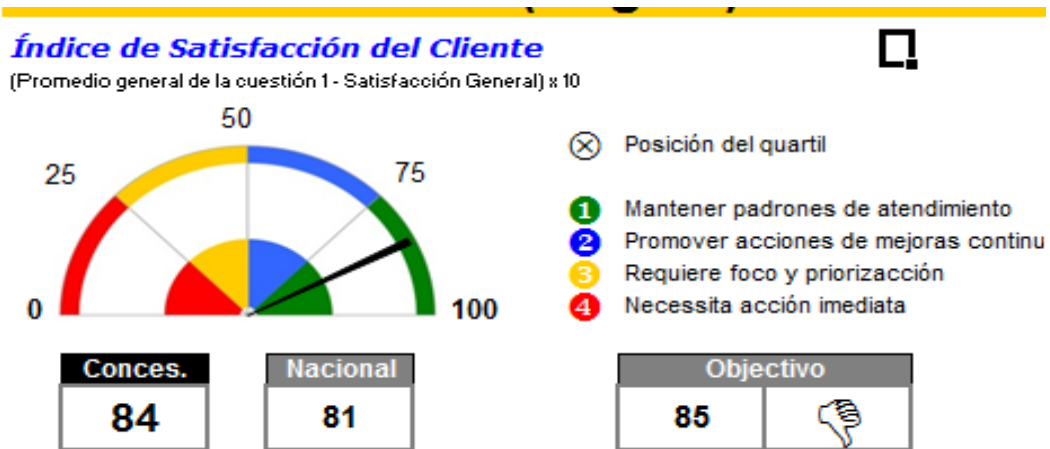 Índice de Satisfacción del Cliente
(Promedio general de la cuestión 1 - Satisfacción General) x 10
50
25
75
0
100
Posición del quartil
1 Mantener padrones de atendimiento
2 Promover acciones de mejoras continu
3 Requiere foco y priorizacción
4 Necessita acción imediata
Conces.
Nacional
Objectivo
84
81
85